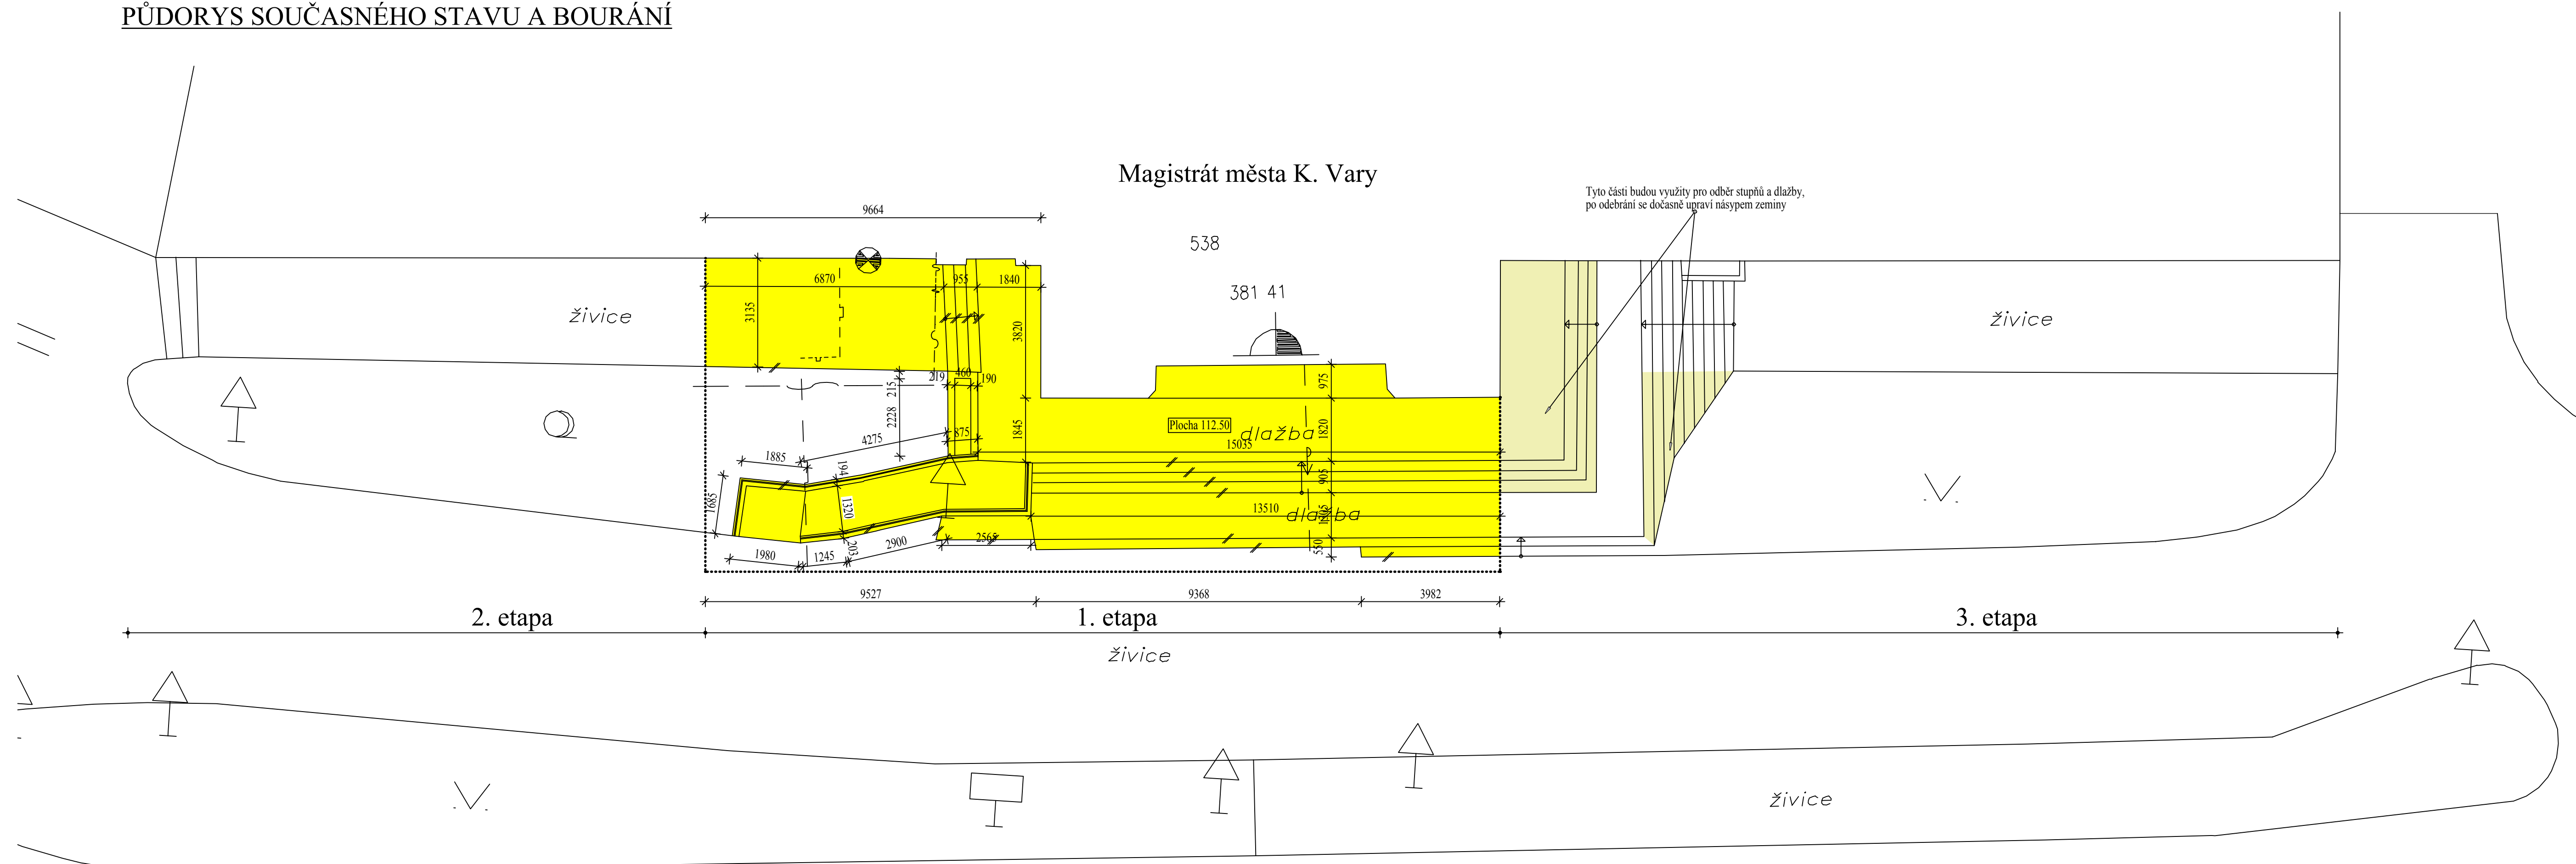 PŮDORYS SOUČASNÉHO STAVU A BOURÁNÍ
Magistrát města K. Vary
Tyto části budou využity pro odběr stupňů a dlažby,
po odebrání se dočasně upraví násypem zeminy
9664
538
381 41
6870
955
1840
3135
3820
živice
živice
219
460
190
215
2228
975
4275
875
1845
Plocha 112.50
dlažba
1820
15035
1885
194
905
1685
1320
13510
dlažba
1980
1245
203
2900
2565
550
9527
9368
3982
2. etapa
1. etapa
3. etapa
živice
živice